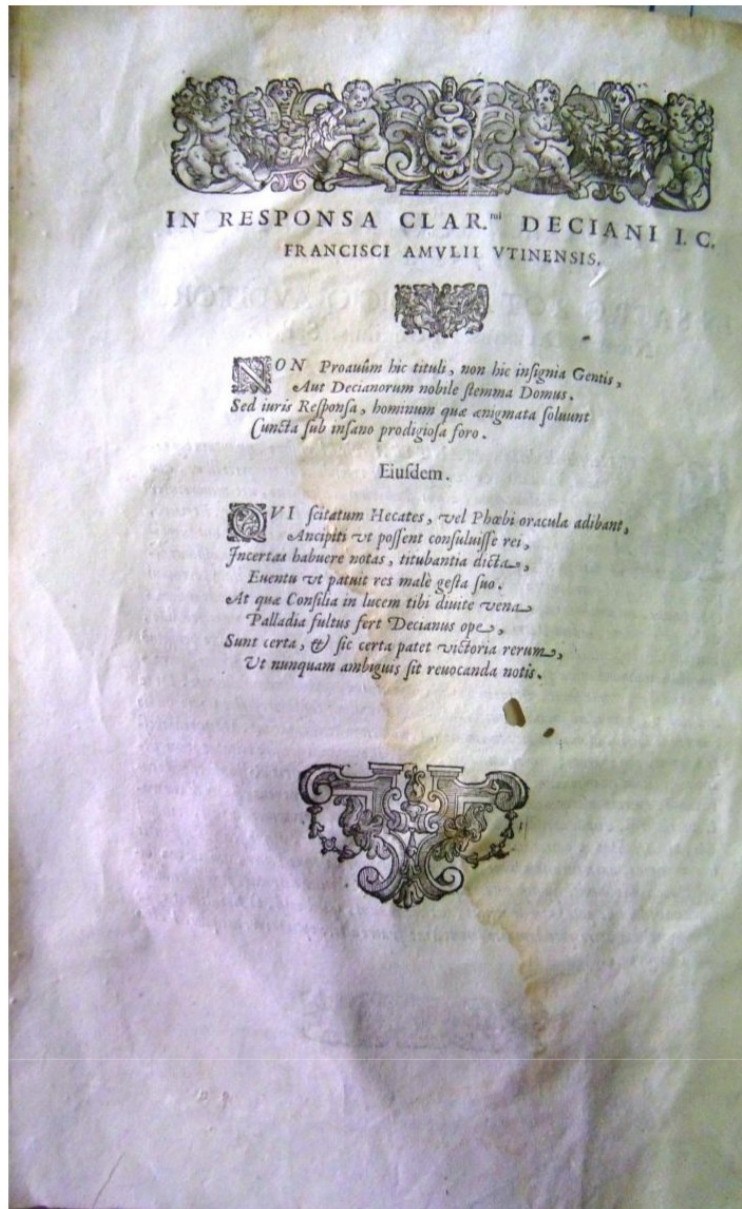 IN RESPONSA CLAR.mi DECIANI I. C.
FRANCISCI AMVLII VTINENSIS.
NON Proauûm hic tituli, non hic insignia Gentis,
Aut Decianorum nobile stemma Domus.
Sed iuris Responsa, hominum quæ ænigmata soluunt
Cuncta sub insano prodigiosa foro.
Eiusdem.
QVI scitatum Hecates, vel Phœbi oracula adibant,
Ancipiti vt possent consuluisse rei,
Incertas habuere notas, titubantia dicta,
Euentu vt patuit res malè gesta suo.
At quæ Consilia in lucem tibi diuite vena
Palladia fultus fert Decianus ope,
Sunt certa, & sic certa patet victoria rerum,
Vt nunquam ambiguis sit reuocanda notis.